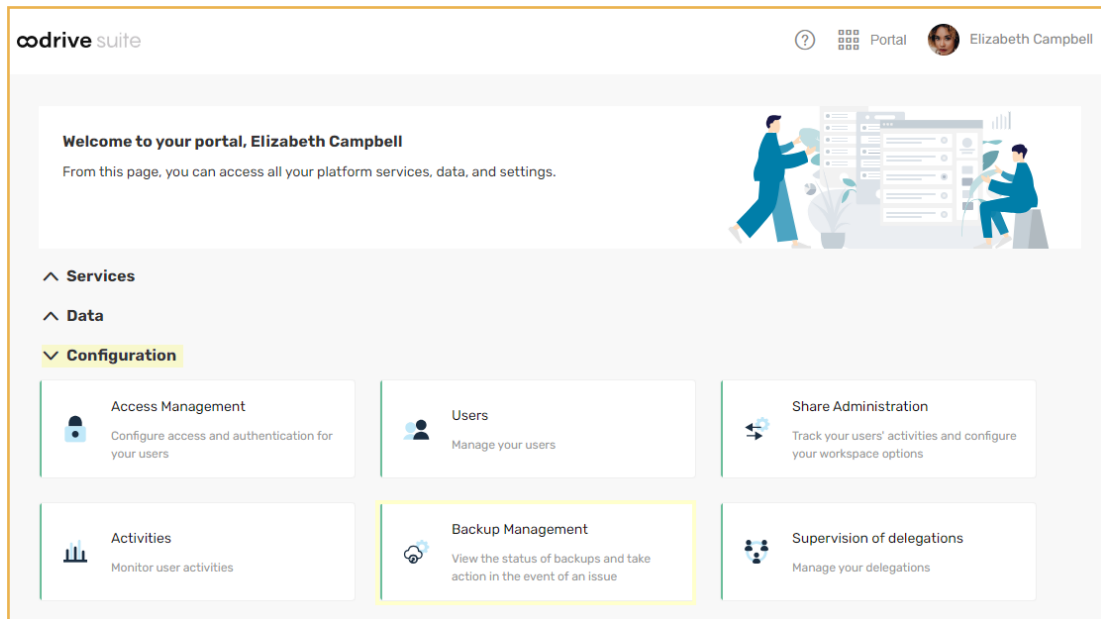 oodrive suite
Portal
Elizabeth Campbell
Welcome to your portal, Elizabeth Campbell
From this page, you can access all your platform services, data, and settings.
Services
Data
Configuration
Access Management
Configure access and authentication for
your users
Users
Manage your users
Share Administration
Track your users' activities and configure
your workspace options
Activities
Monitor user activities
Backup Management
View the status of backups and take
action in the event of an issue
Supervision of delegations
Manage your delegations